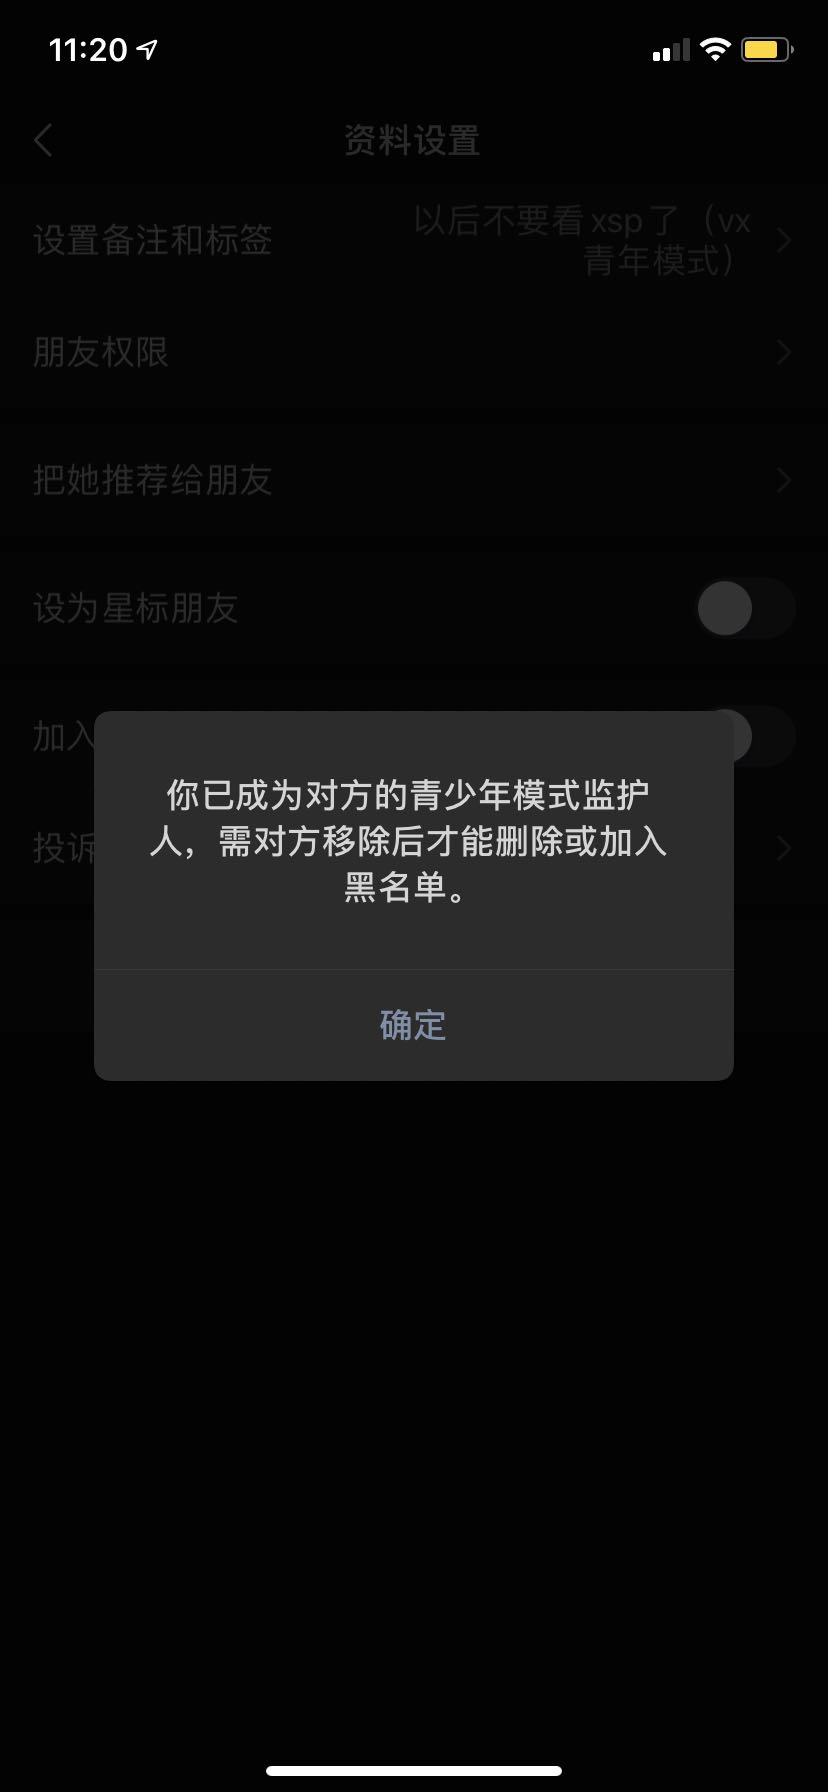 11:20
资料设置
设置备注和标签
以后不要看xsp了（vx
青年模式）
朋友权限
把她推荐给朋友
设为星标朋友
加入
投诉
你已成为对方的青少年模式监护
人，需对方移除后才能删除或加入
黑名单。
确定